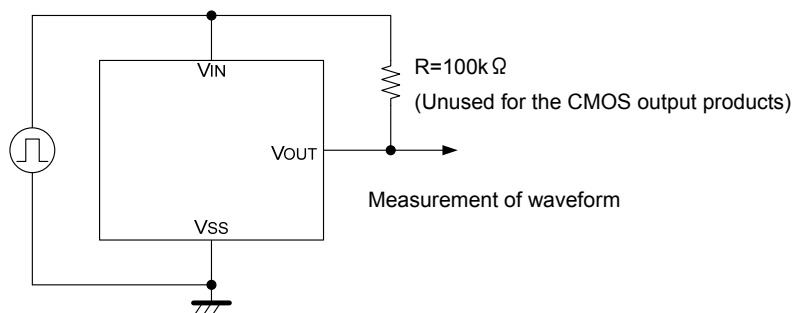 VIN
R=100kΩ
(Unused for the CMOS output products)
VOUT
Measurement of waveform
VSS